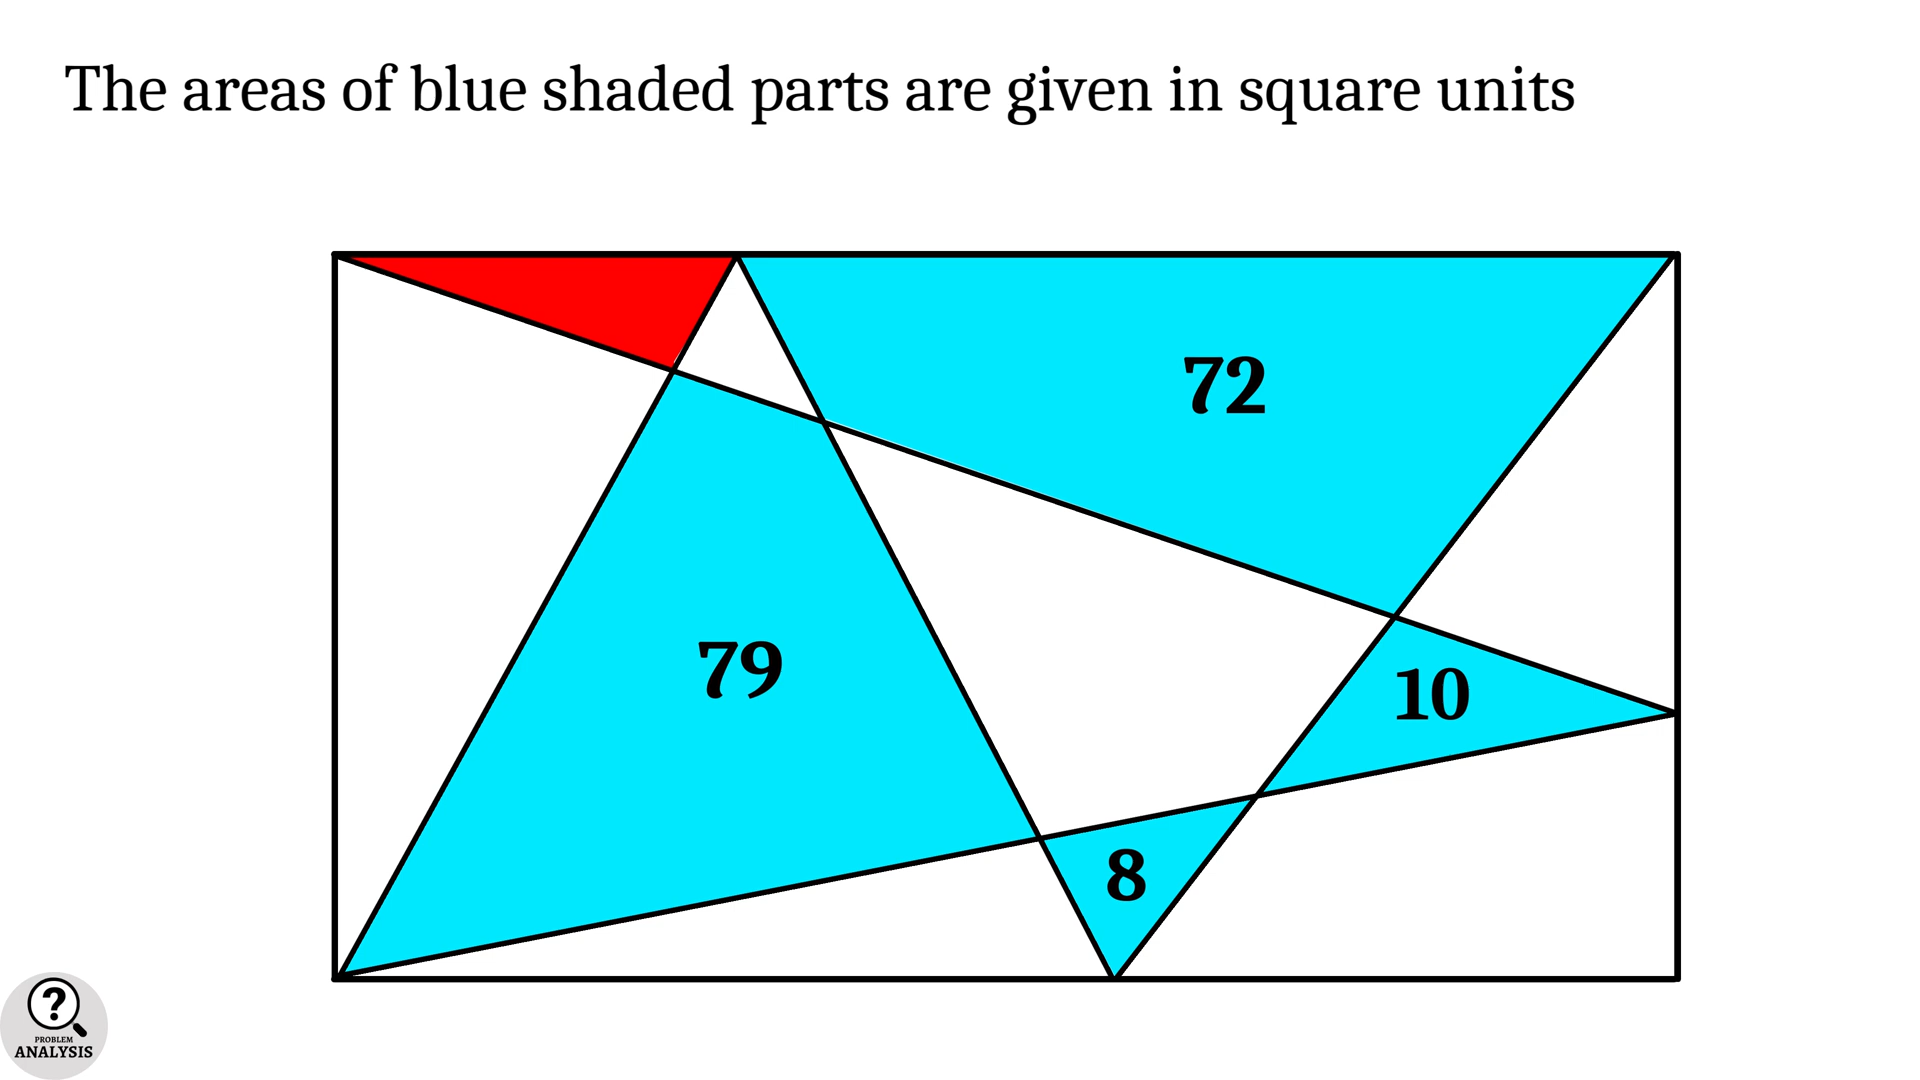 The areas of blue shaded parts are given in square units
72
79
10
8
?
PROBLEM
ANALYSIS